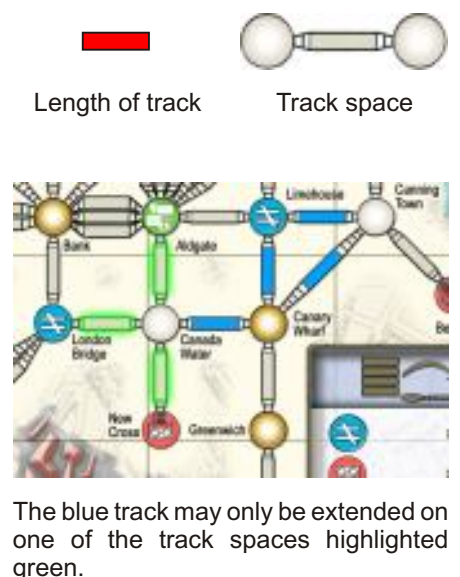 Length of track
Track space
Limehouse
Canning
Town
Bank
Aldgate
London
Bridge
Canada
Water
Canary
Wharf
Be
New
Cross
Greenwich
The blue track may only be extended on
one of the track spaces highlighted
green.